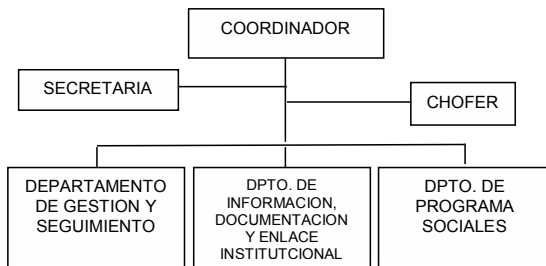 COORDINADOR
SECRETARIA
CHOFER
DEPARTAMENTO
DE GESTION Y
SEGUIMIENTO
DPTO. DE
INFORMACION,
DOCUMENTACION
Y ENLACE
INSTITUTCIONAL
DPTO. DE
PROGRAMA
SOCIALES